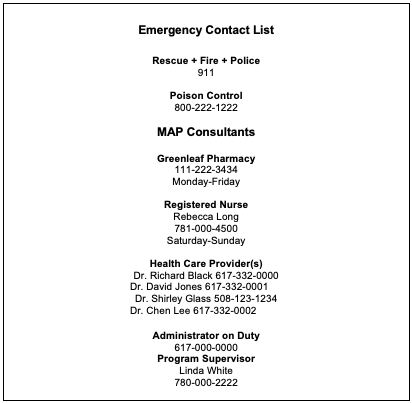 Emergency Contact List
Rescue + Fire + Police
911
Poison Control
800-222-1222
MAP Consultants
Greenleaf Pharmacy
111-222-3434
Monday-Friday
Registered Nurse
Rebecca Long
781-000-4500
Saturday-Sunday
Health Care Provider(s)
Dr. Richard Black 617-332-0000
Dr. David Jones 617-332-0001
Dr. Shirley Glass 508-123-1234
Dr. Chen Lee 617-332-0002
Administrator on Duty
617-000-0000
Program Supervisor
Linda White
780-000-2222